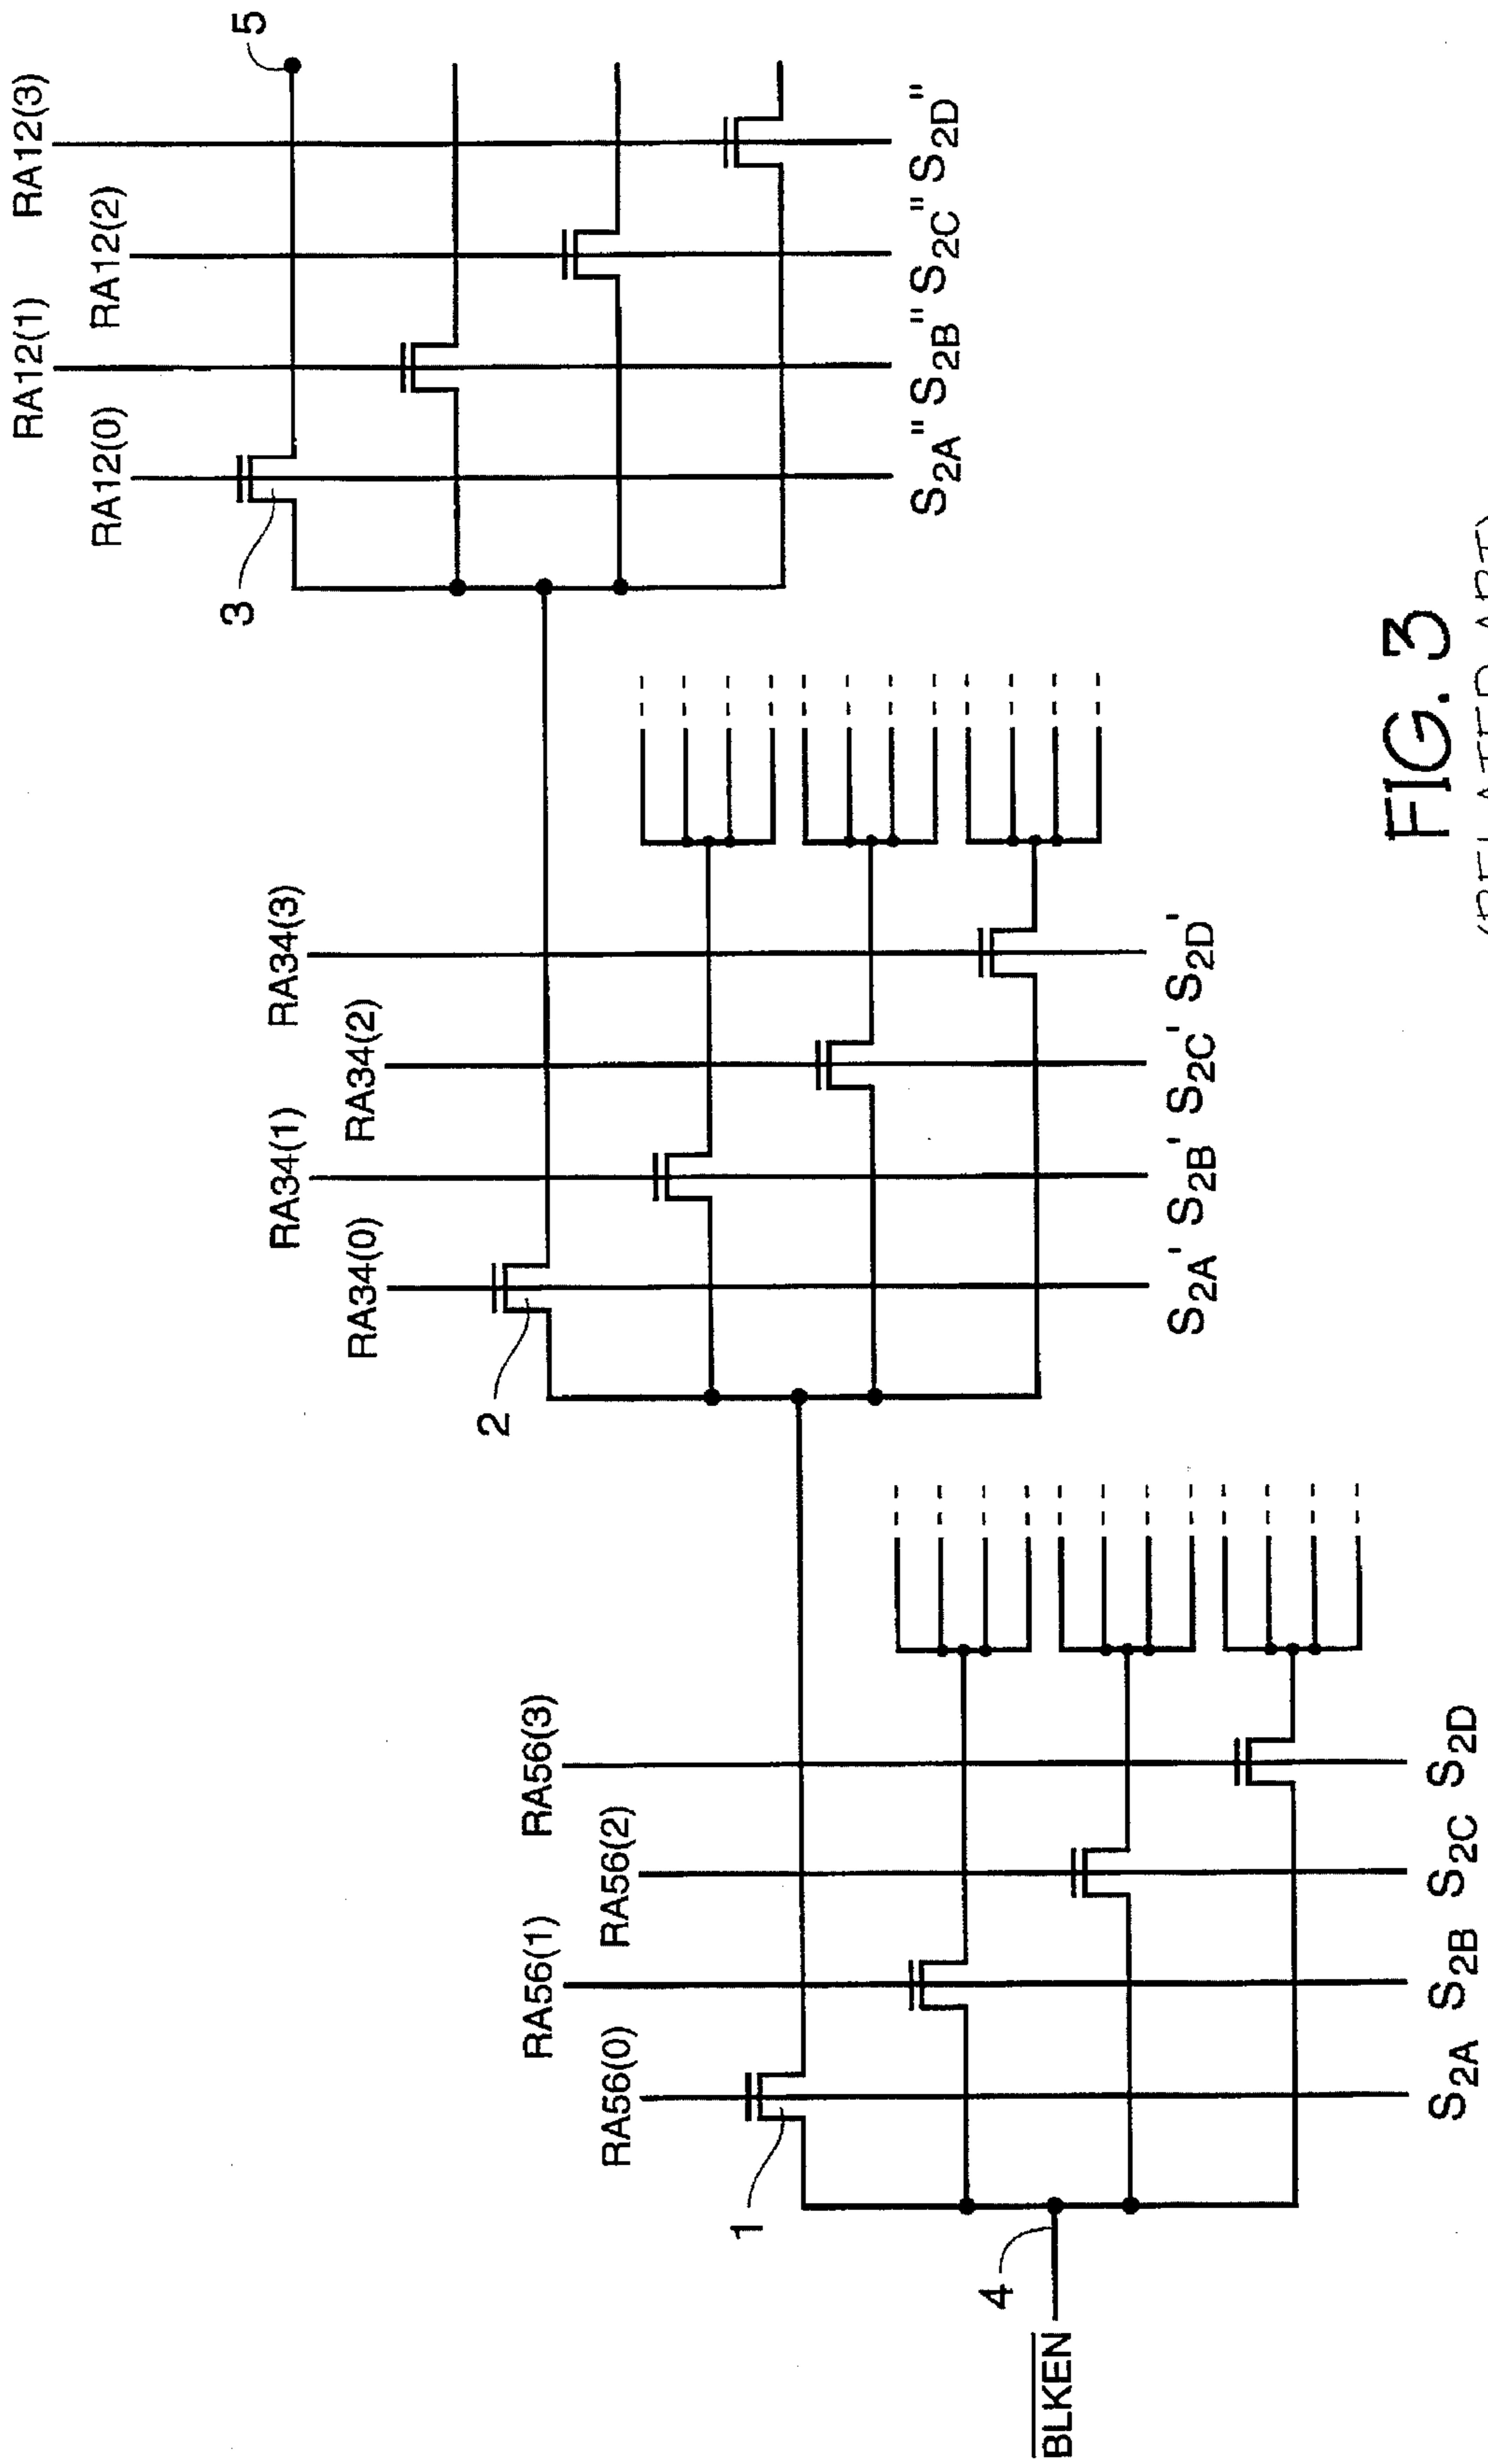 RA12(0)
RA12(1)
RA12(2)
RA12(3)
3
5
S2A" S2B" S2C" S2D"
RA34(0)
RA34(1)
RA34(2)
RA34(3)
2
S2A' S2B' S2C' S2D'
RA56(0)
RA56(1)
RA56(2)
RA56(3)
1
4
BLKEN
S2A S2B S2C S2D
FIG. 3
(RELATED ART)